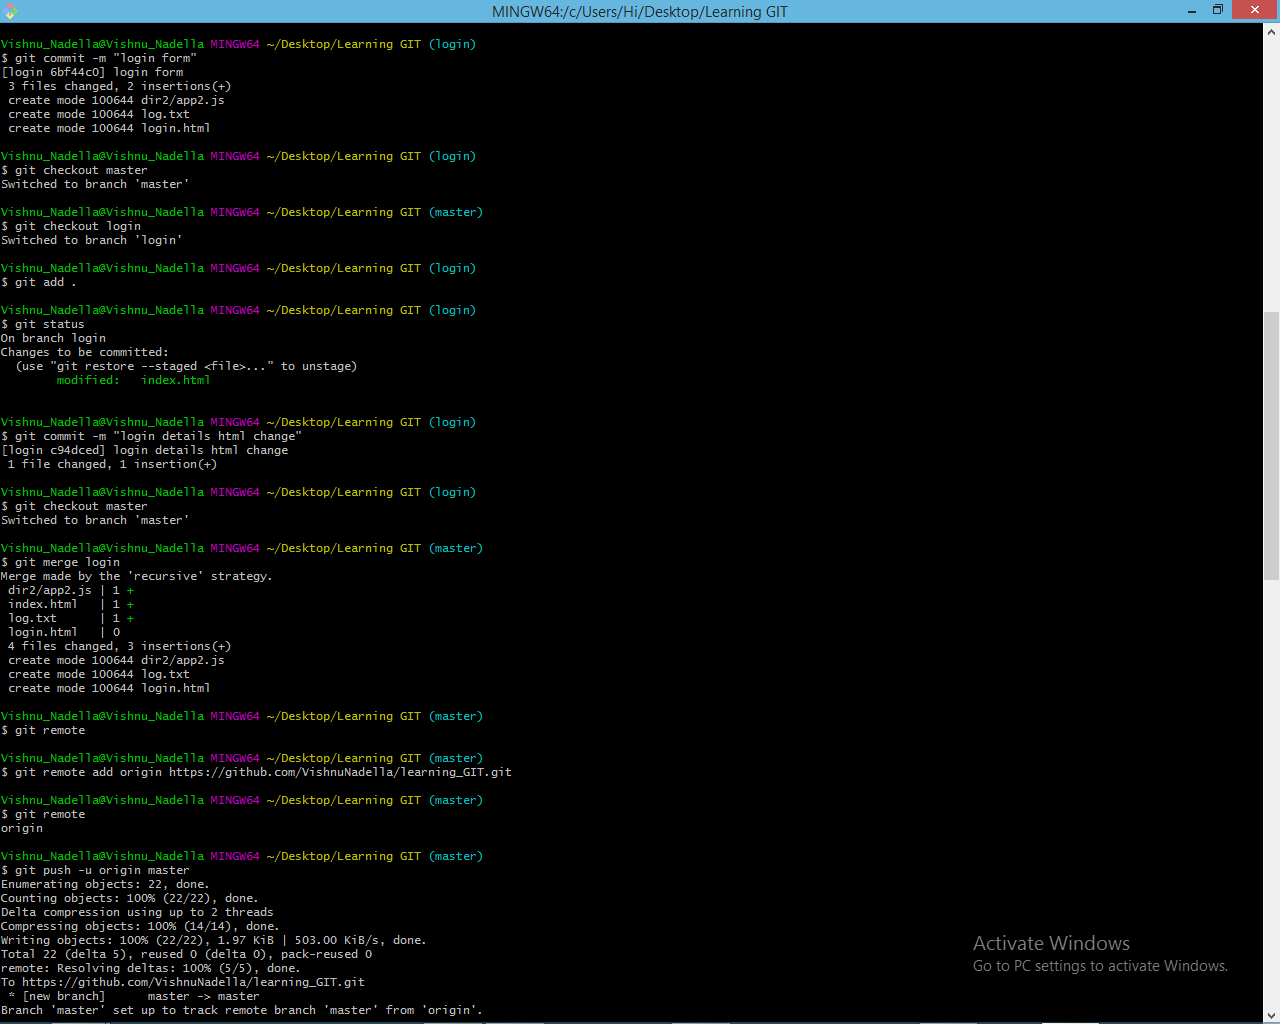 MINGW64:/c/Users/Hi/Desktop/Learning GIT
Vishnu_Nadella@Vishnu_Nadella MINGW64 ~/Desktop/Learning GIT (login)
$ git commit -m "login form"
[login 6bf44c0] login form
 3 files changed, 2 insertions(+)
 create mode 100644 dir2/app2.js
 create mode 100644 log.txt
 create mode 100644 login.html
Vishnu_Nadella@Vishnu_Nadella MINGW64 ~/Desktop/Learning GIT (login)
$ git checkout master
Switched to branch 'master'
Vishnu_Nadella@Vishnu_Nadella MINGW64 ~/Desktop/Learning GIT (master)
$ git checkout login
Switched to branch 'login'
Vishnu_Nadella@Vishnu_Nadella MINGW64 ~/Desktop/Learning GIT (login)
$ git add .
Vishnu_Nadella@Vishnu_Nadella MINGW64 ~/Desktop/Learning GIT (login)
$ git status
On branch login
Changes to be committed:
  (use "git restore --staged <file>..." to unstage)
        modified:   index.html
Vishnu_Nadella@Vishnu_Nadella MINGW64 ~/Desktop/Learning GIT (login)
$ git commit -m "login details html change"
[login c94dced] login details html change
 1 file changed, 1 insertion(+)
Vishnu_Nadella@Vishnu_Nadella MINGW64 ~/Desktop/Learning GIT (login)
$ git checkout master
Switched to branch 'master'
Vishnu_Nadella@Vishnu_Nadella MINGW64 ~/Desktop/Learning GIT (master)
$ git merge login
Merge made by the 'recursive' strategy.
 dir2/app2.js | 1 +
 index.html   | 1 +
 log.txt      | 1 +
 login.html   | 0
 4 files changed, 3 insertions(+)
 create mode 100644 dir2/app2.js
 create mode 100644 log.txt
 create mode 100644 login.html
Vishnu_Nadella@Vishnu_Nadella MINGW64 ~/Desktop/Learning GIT (master)
$ git remote
Vishnu_Nadella@Vishnu_Nadella MINGW64 ~/Desktop/Learning GIT (master)
$ git remote add origin https://github.com/VishnuNadella/learning_GIT.git
Vishnu_Nadella@Vishnu_Nadella MINGW64 ~/Desktop/Learning GIT (master)
$ git remote
origin
Vishnu_Nadella@Vishnu_Nadella MINGW64 ~/Desktop/Learning GIT (master)
$ git push -u origin master
Enumerating objects: 22, done.
Counting objects: 100% (22/22), done.
Delta compression using up to 2 threads
Compressing objects: 100% (14/14), done.
Writing objects: 100% (22/22), 1.97 KiB | 503.00 KiB/s, done.
Total 22 (delta 5), reused 0 (delta 0), pack-reused 0
remote: Resolving deltas: 100% (5/5), done.
To https://github.com/VishnuNadella/learning_GIT.git
 * [new branch]      master -> master
Branch 'master' set up to track remote branch 'master' from 'origin'.
Activate Windows
Go to PC settings to activate Windows.